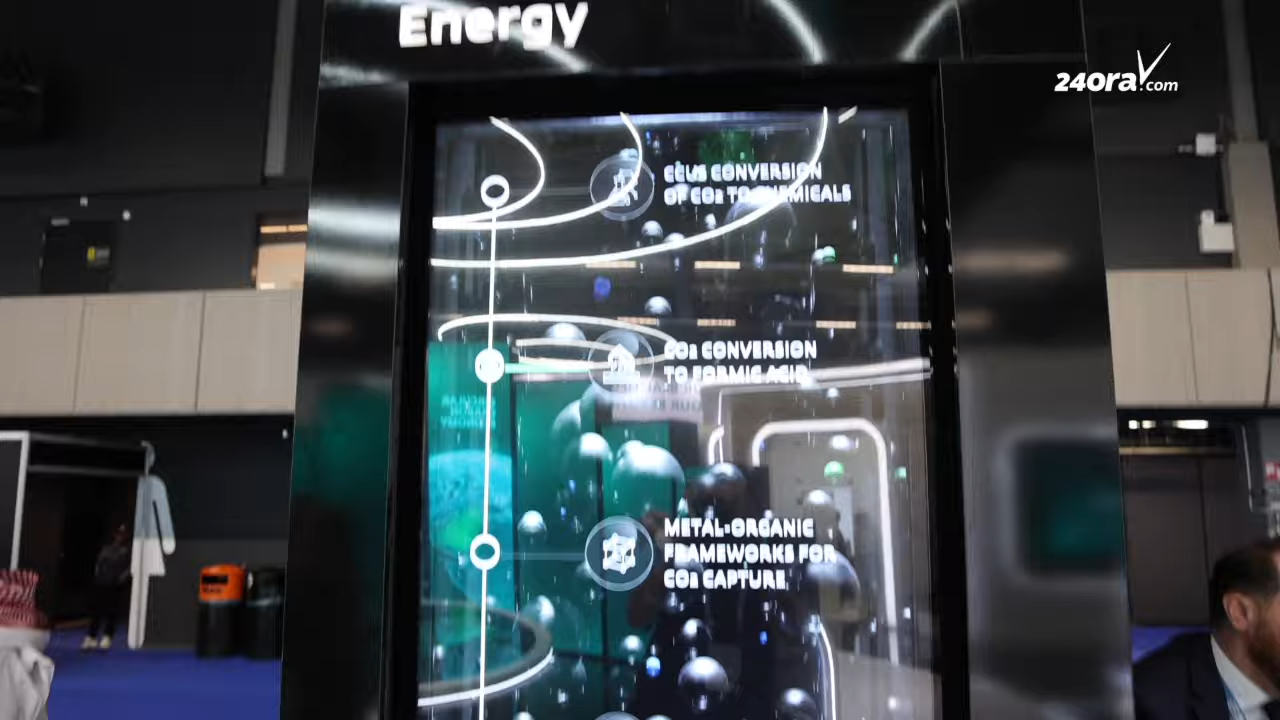 Energy
24ora.com
CCUS CONVERSION
OF CO₂ TO CHEMICALS
CO₂ CONVERSION
TO FORMIC ACID
METAL-ORGANIC
FRAMEWORKS FOR
CO₂ CAPTURE